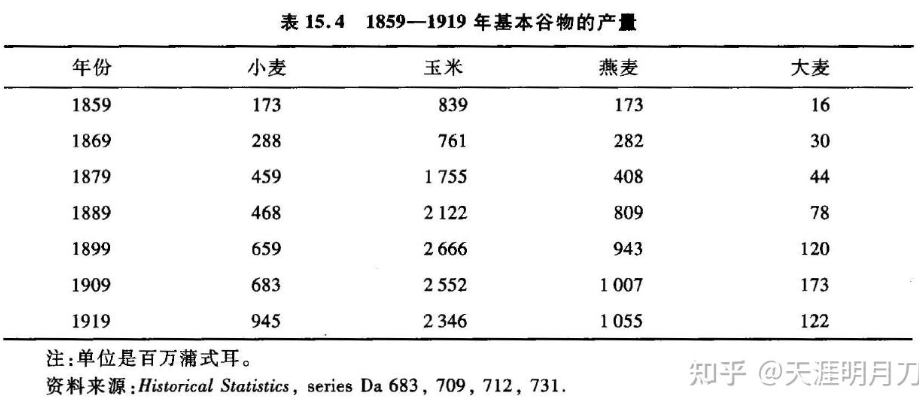 表 15.4 1859—1919 年基本谷物的产量
年份 小麦 玉米 燕麦 大麦
1859 173 839 173 16
1869 288 761 282 30
1879 459 1 755 408 44
1889 468 2 122 809 78
1899 659 2 666 943 120
1909 683 2 552 1 007 173
1919 945 2 346 1 055 122
注:单位是百万蒲式耳。
资料来源:Historical Statistics, series Da 683, 709, 712, 731.
知乎 @天涯明月刀